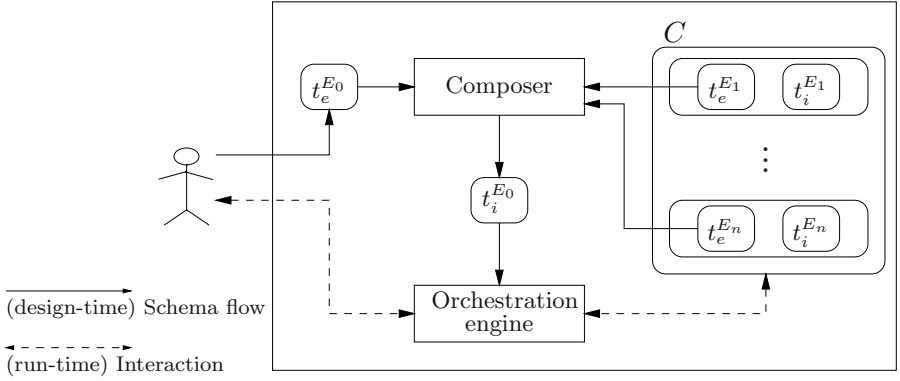 C
t_e^{E_0}
Composer
t_e^{E_1} t_i^{E_1}
⋮
t_i^{E_0}
t_e^{E_n} t_i^{E_n}
(design-time) Schema flow
Orchestration
engine
(run-time) Interaction